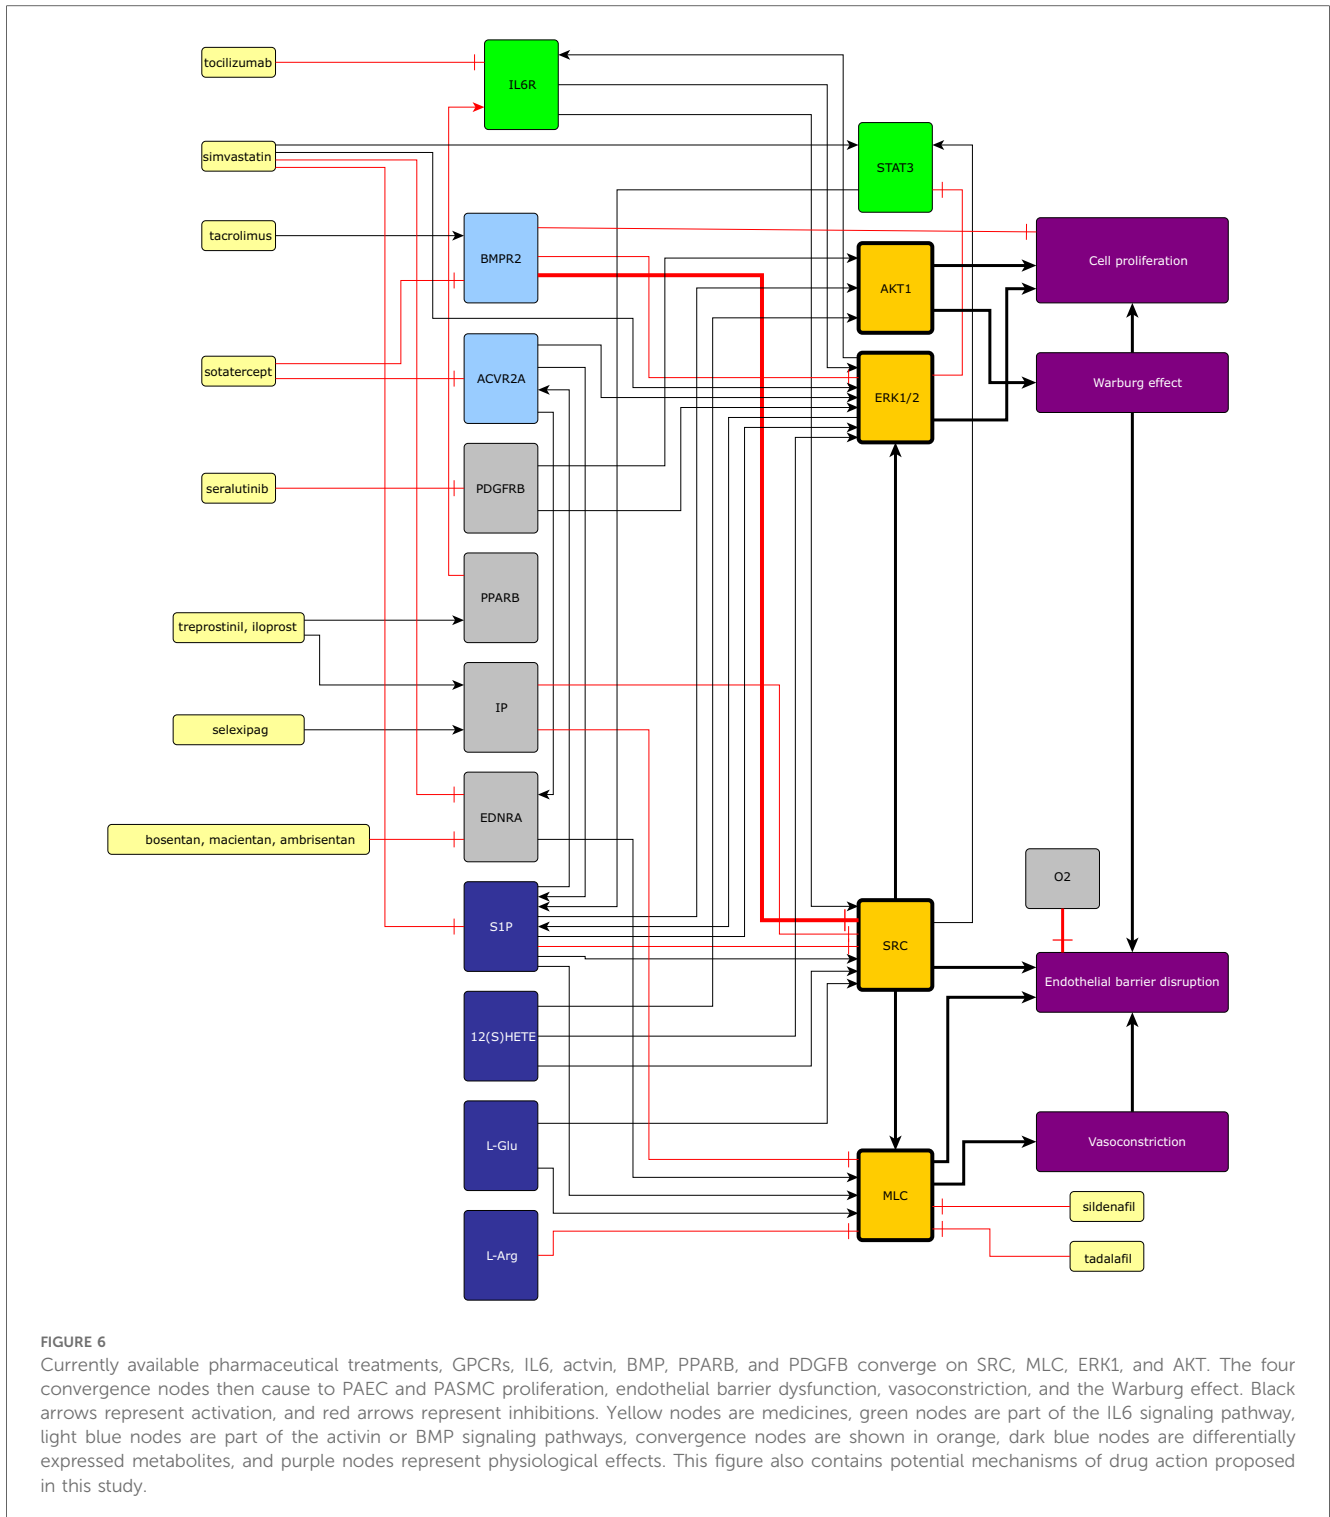 tocilizumab
IL6R
simvastatin
STAT3
tacrolimus
BMPR2
Cell proliferation
AKT1
sotatercept
ACVR2A
Warburg effect
ERK1/2
seralutinib
PDGFRB
PPARB
treprostinil, iloprost
IP
selexipag
EDNRA
bosentan, macientan, ambrisentan
O2
S1P
SRC
Endothelial barrier disruption
12(S)HETE
L-Glu
Vasoconstriction
MLC
sildenafil
L-Arg
tadalafil
FIGURE 6
Currently available pharmaceutical treatments, GPCRs, IL6, actvin, BMP, PPARB, and PDGFB converge on SRC, MLC, ERK1, and AKT. The four
convergence nodes then cause to PAEC and PASMC proliferation, endothelial barrier dysfunction, vasoconstriction, and the Warburg effect. Black
arrows represent activation, and red arrows represent inhibitions. Yellow nodes are medicines, green nodes are part of the IL6 signaling pathway,
light blue nodes are part of the activin or BMP signaling pathways, convergence nodes are shown in orange, dark blue nodes are differentially
expressed metabolites, and purple nodes represent physiological effects. This figure also contains potential mechanisms of drug action proposed
in this study.